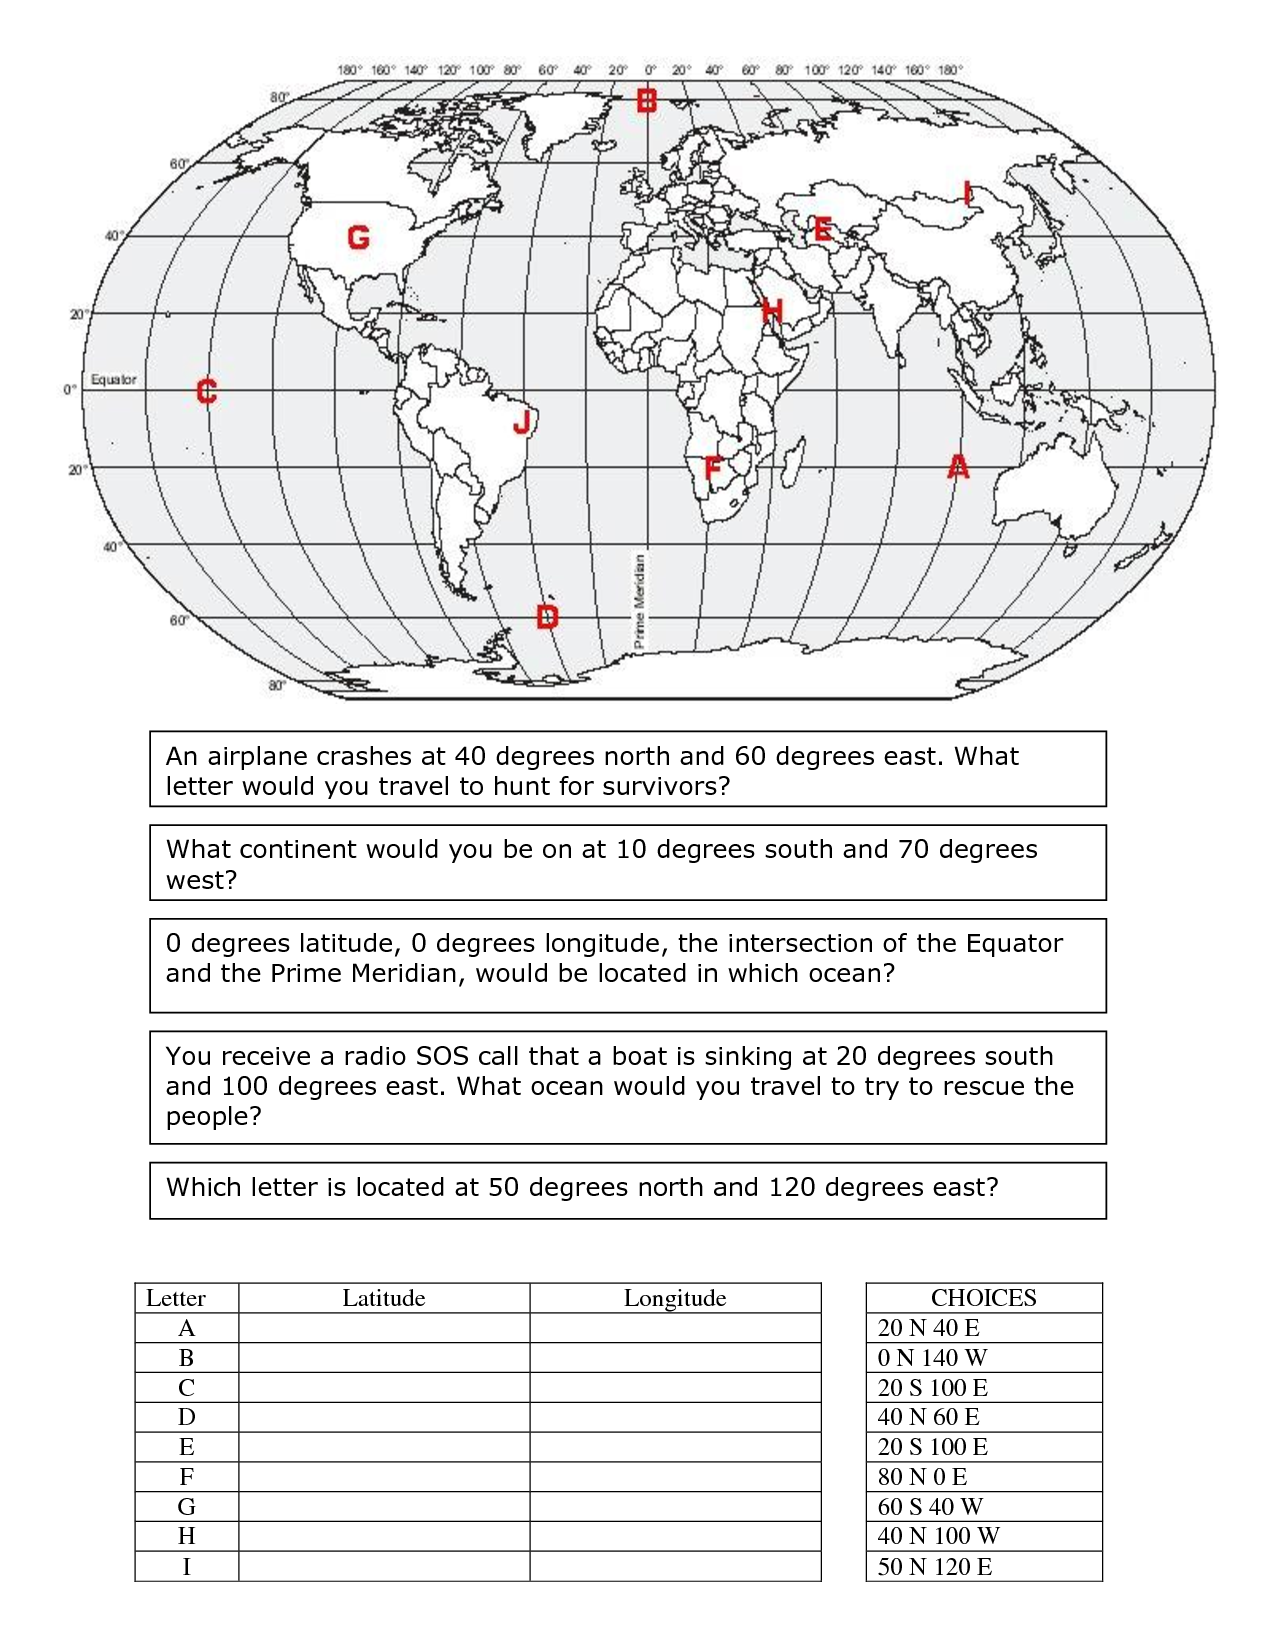 180° 160° 140° 120° 100° 80° 60° 40° 20° 0° 20° 40° 60° 80° 100° 120° 140° 160° 180°
80°
B
60°
I
40°
G
E
20°
H
Equator
0°
C
J
20°
F
A
40°
Prime Meridian
60°
D
80°
An airplane crashes at 40 degrees north and 60 degrees east. What
letter would you travel to hunt for survivors?
What continent would you be on at 10 degrees south and 70 degrees
west?
0 degrees latitude, 0 degrees longitude, the intersection of the Equator
and the Prime Meridian, would be located in which ocean?
You receive a radio SOS call that a boat is sinking at 20 degrees south
and 100 degrees east. What ocean would you travel to try to rescue the
people?
Which letter is located at 50 degrees north and 120 degrees east?
Letter Latitude Longitude
A
B
C
D
E
F
G
H
I
CHOICES
20 N 40 E
0 N 140 W
20 S 100 E
40 N 60 E
20 S 100 E
80 N 0 E
60 S 40 W
40 N 100 W
50 N 120 E